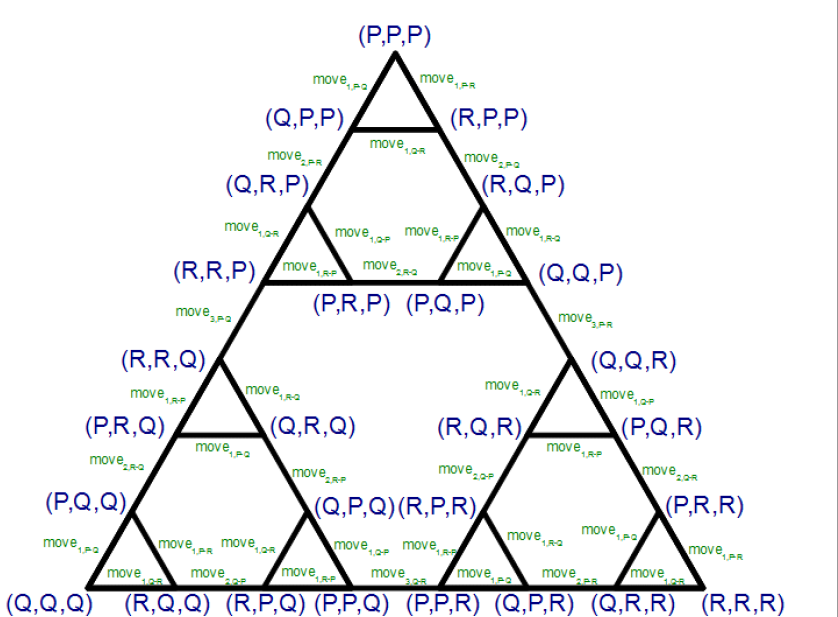 (P,P,P)
move1,P-Q move1,P-R
(Q,P,P) (R,P,P)
move1,Q-R
move2,P-R move2,P-Q
(Q,R,P) (R,Q,P)
move1,Q-R move1,Q-P move1,R-P move1,R-Q
(R,R,P) move1,R-P move2,R-Q move1,P-Q (Q,Q,P)
(P,R,P) (P,Q,P)
move3,P-Q move3,P-R
(R,R,Q) (Q,Q,R)
move1,R-P move1,R-Q move1,Q-R move1,Q-P
(P,R,Q) (Q,R,Q) (R,Q,R) (P,Q,R)
move1,P-Q move1,R-P
move2,R-Q move2,R-P move2,Q-P move2,Q-R
(P,Q,Q) (Q,P,Q) (R,P,R) (P,R,R)
move1,P-Q move1,P-R move1,Q-R move1,Q-P move1,R-P move1,R-Q move1,P-Q move1,P-R
move1,Q-R move2,Q-P move1,R-P move3,Q-R move1,P-Q move2,P-R move1,Q-R
(Q,Q,Q) (R,Q,Q) (R,P,Q) (P,P,Q) (P,P,R) (Q,P,R) (Q,R,R) (R,R,R)